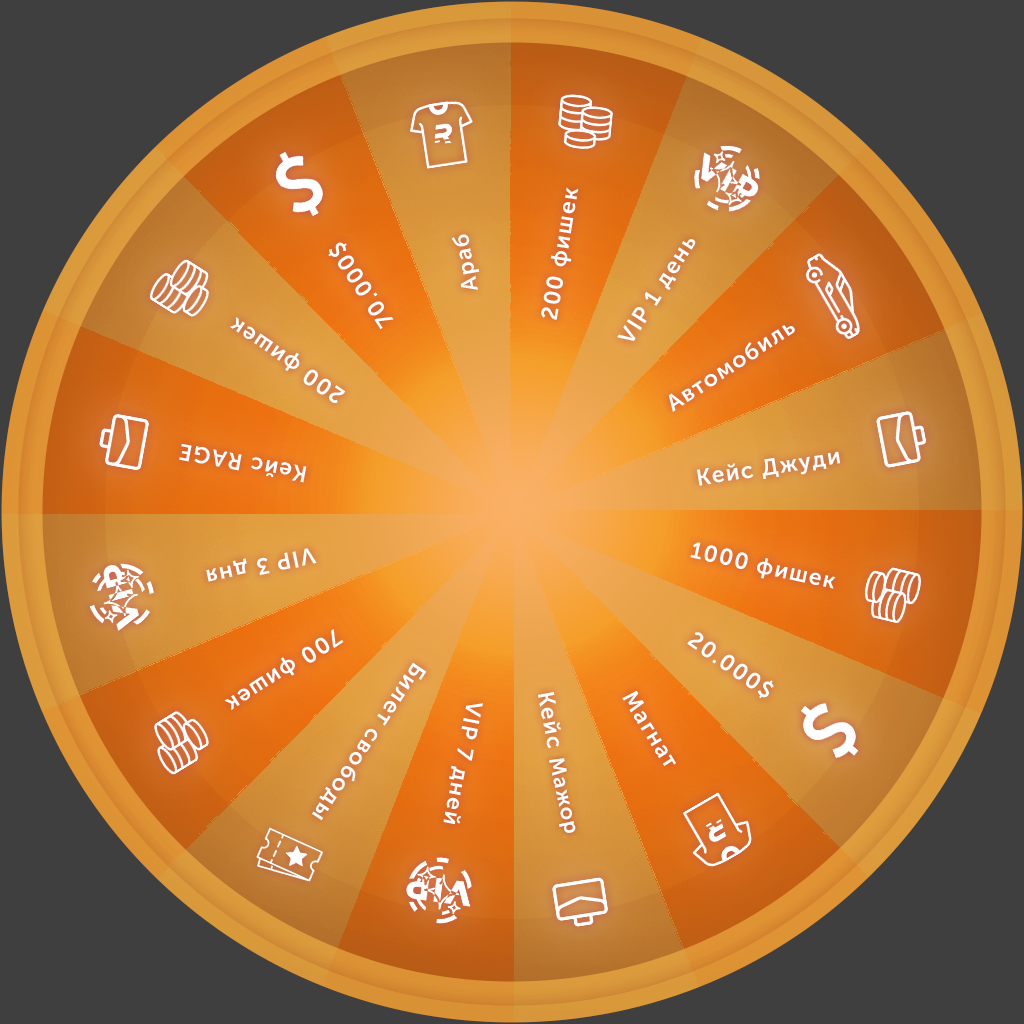 200 фишек
VIP 1 день
Автомобиль
Кейс Джуди
1000 фишек
20.000$
Магнат
Кейс Мажор
VIP 7 дней
Билет свободы
700 фишек
VIP 3 дня
Кейс RAGE
200 фишек
70.000$
Араб